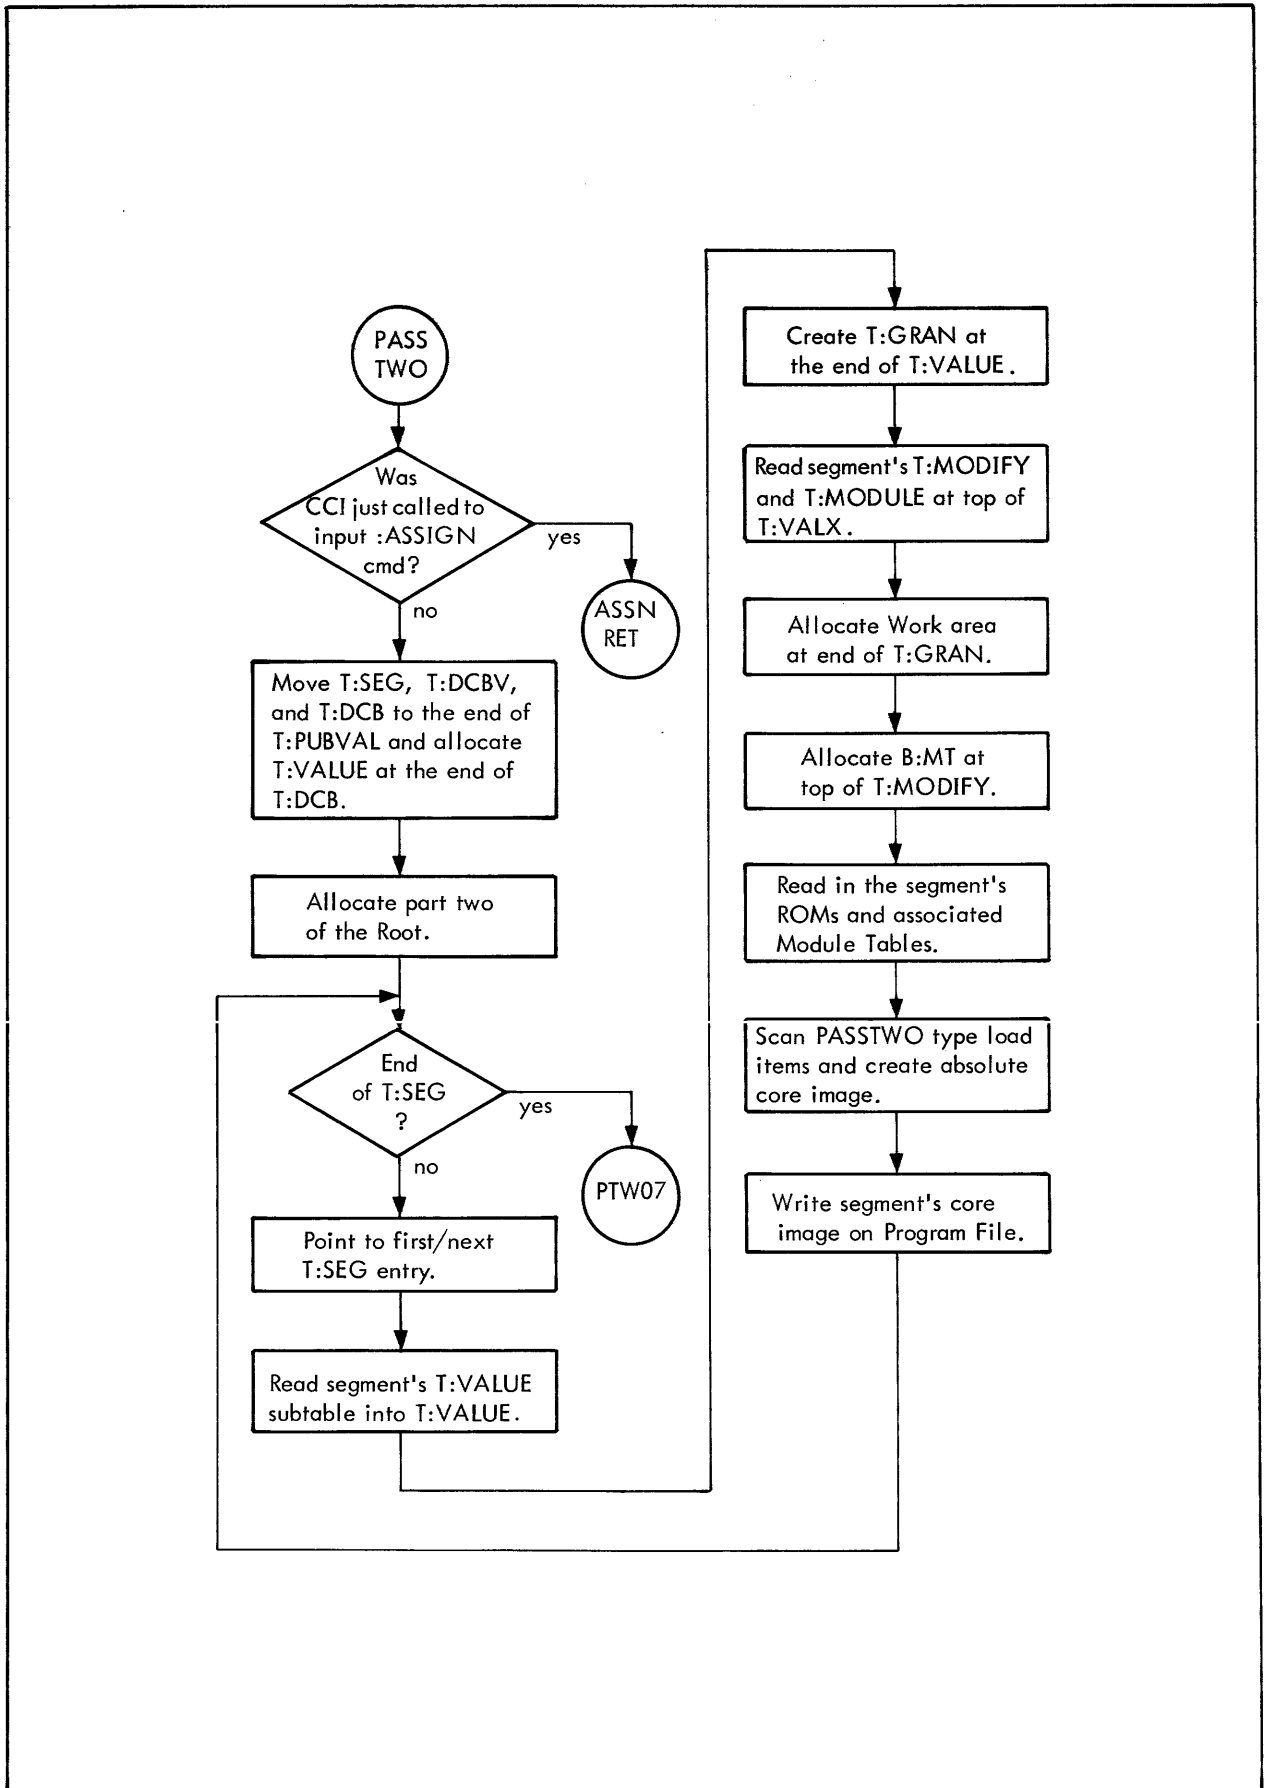 PASS
TWO
Was
CCI just called to
input :ASSIGN
cmd?
yes
ASSN
RET
no
Move T:SEG, T:DCBV,
and T:DCB to the end of
T:PUBVAL and allocate
T:VALUE at the end of
T:DCB.
Allocate part two
of the Root.
End
of T:SEG
?
yes
PTW07
no
Point to first/next
T:SEG entry.
Read segment's T:VALUE
subtable into T:VALUE.
Create T:GRAN at
the end of T:VALUE.
Read segment's T:MODIFY
and T:MODULE at top of
T:VALX.
Allocate Work area
at end of T:GRAN.
Allocate B:MT at
top of T:MODIFY.
Read in the segment's
ROMs and associated
Module Tables.
Scan PASSTWO type load
items and create absolute
core image.
Write segment's core
image on Program File.